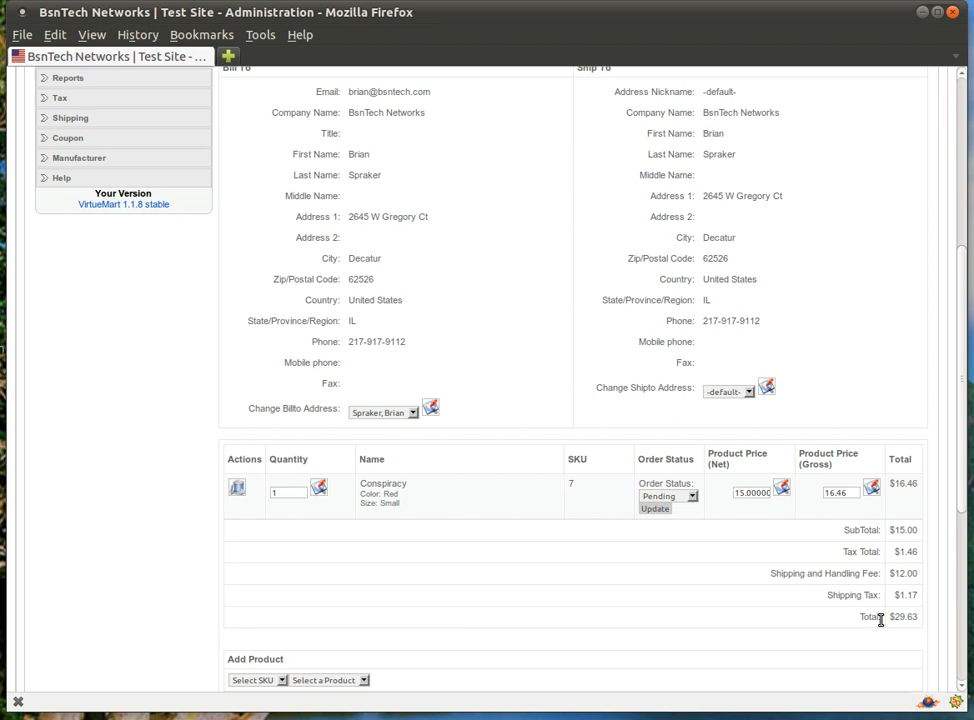 BsnTech Networks | Test Site - Administration - Mozilla Firefox
File Edit View History Bookmarks Tools Help
BsnTech Networks | Test Site - ...
Reports
Tax
Shipping
Coupon
Manufacturer
Help
Your Version
VirtueMart 1.1.8 stable
Bill To
Email: brian@bsntech.com
Company Name: BsnTech Networks
Title:
First Name: Brian
Last Name: Spraker
Middle Name:
Address 1: 2645 W Gregory Ct
Address 2:
City: Decatur
Zip/Postal Code: 62526
Country: United States
State/Province/Region: IL
Phone: 217-917-9112
Mobile phone:
Fax:
Change Billto Address: Spraker, Brian
Ship To
Address Nickname: -default-
Company Name: BsnTech Networks
First Name: Brian
Last Name: Spraker
Middle Name:
Address 1: 2645 W Gregory Ct
Address 2:
City: Decatur
Zip/Postal Code: 62526
Country: United States
State/Province/Region: IL
Phone: 217-917-9112
Mobile phone:
Fax:
Change Shipto Address: -default-
Actions Quantity Name SKU Order Status Product Price (Net) Product Price (Gross) Total
1 Conspiracy 7 Order Status: 15.00000 16.46 $16.46
Color: Red Pending
Size: Small Update
SubTotal: $15.00
Tax Total: $1.46
Shipping and Handling Fee: $12.00
Shipping Tax: $1.17
Total: $29.63
Add Product
Select SKU Select a Product